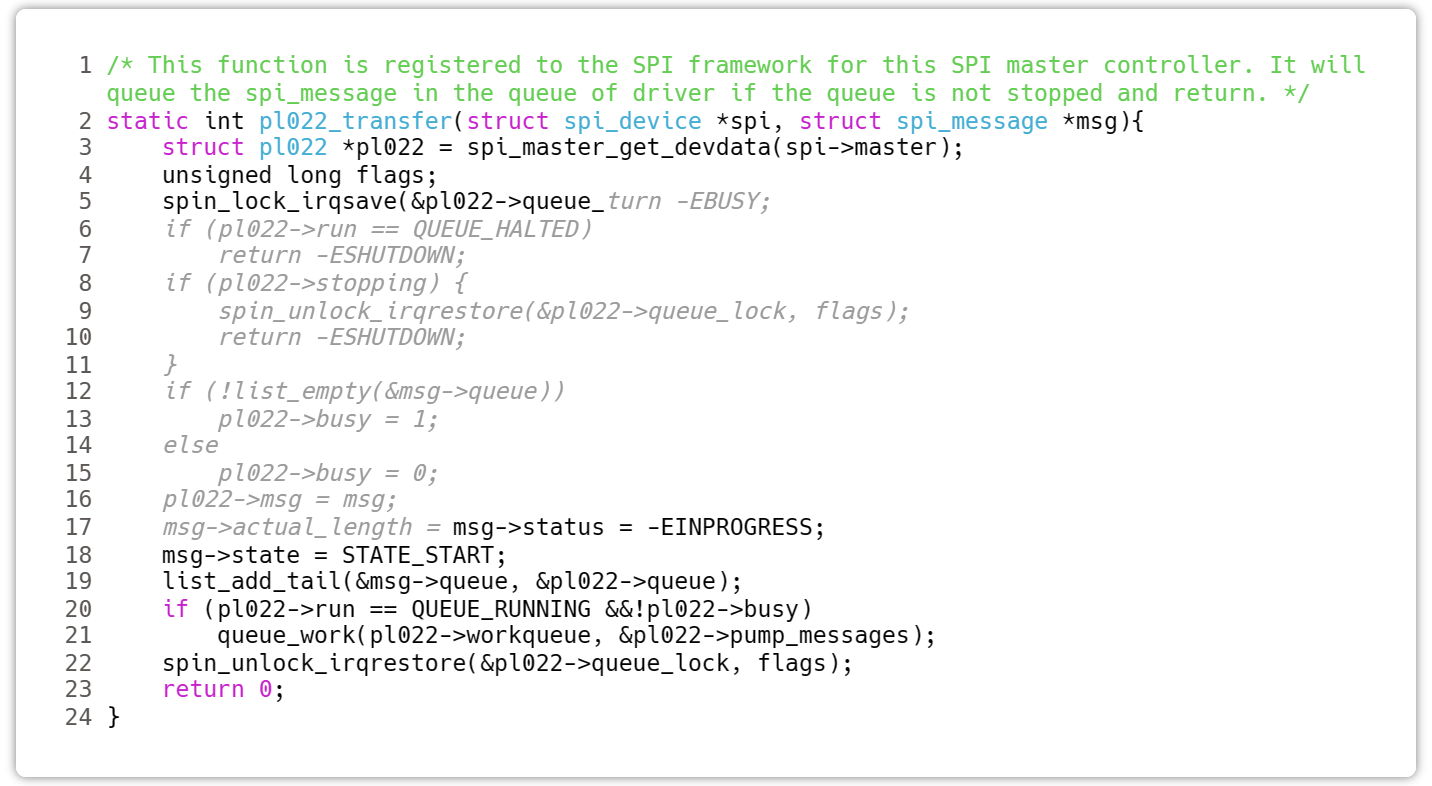 1 /* This function is registered to the SPI framework for this SPI master controller. It will
queue the spi_message in the queue of driver if the queue is not stopped and return. */
2 static int pl022_transfer(struct spi_device *spi, struct spi_message *msg){
3     struct pl022 *pl022 = spi_master_get_devdata(spi->master);
4     unsigned long flags;
5     spin_lock_irqsave(&pl022->queue_turn -EBUSY;
6     if (pl022->run == QUEUE_HALTED)
7         return -ESHUTDOWN;
8     if (pl022->stopping) {
9         spin_unlock_irqrestore(&pl022->queue_lock, flags);
10         return -ESHUTDOWN;
11     }
12     if (!list_empty(&msg->queue))
13         pl022->busy = 1;
14     else
15         pl022->busy = 0;
16     pl022->msg = msg;
17     msg->actual_length = msg->status = -EINPROGRESS;
18     msg->state = STATE_START;
19     list_add_tail(&msg->queue, &pl022->queue);
20     if (pl022->run == QUEUE_RUNNING &&!pl022->busy)
21         queue_work(pl022->workqueue, &pl022->pump_messages);
22     spin_unlock_irqrestore(&pl022->queue_lock, flags);
23     return 0;
24 }